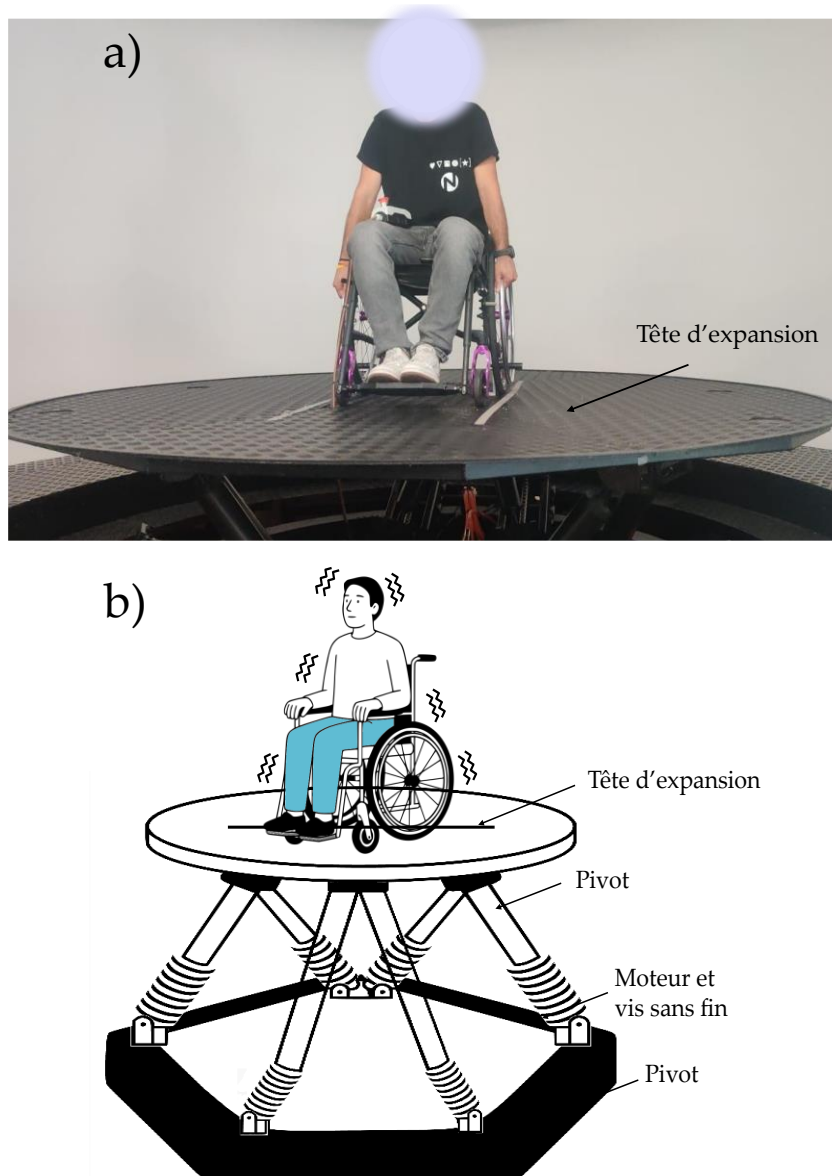 a)
N
Tête d'expansion
b)
Tête d'expansion
Pivot
Moteur et
vis sans fin
Pivot